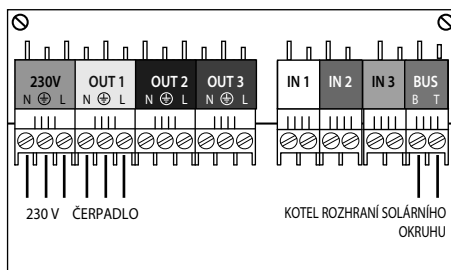 230V OUT 1 OUT 2 OUT 3 IN 1 IN 2 IN 3 BUS
N L N L N L N L B T
230 V ČERPADLO KOTEL ROZHRANÍ SOLÁRNÍHO
OKRUHU